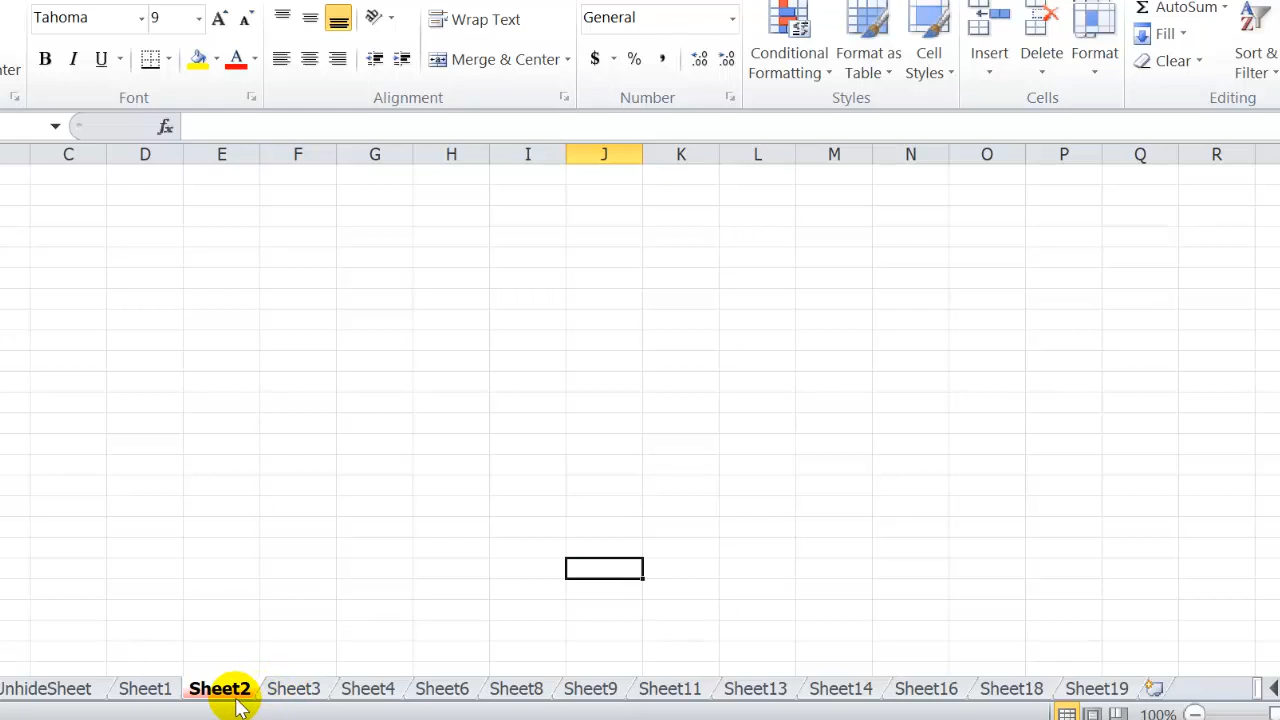 Tahoma 9 Wrap Text General AutoSum
Fill
B I U Merge & Center $ % , .00 .00 Conditional Formatting Format as Table Cell Styles Insert Delete Format Clear Sort & Filter
Font Alignment Number Styles Cells Editing
fx
C D E F G H I J K L M N O P Q R
UnhideSheet Sheet1 Sheet2 Sheet3 Sheet4 Sheet6 Sheet8 Sheet9 Sheet11 Sheet13 Sheet14 Sheet16 Sheet18 Sheet19
100%